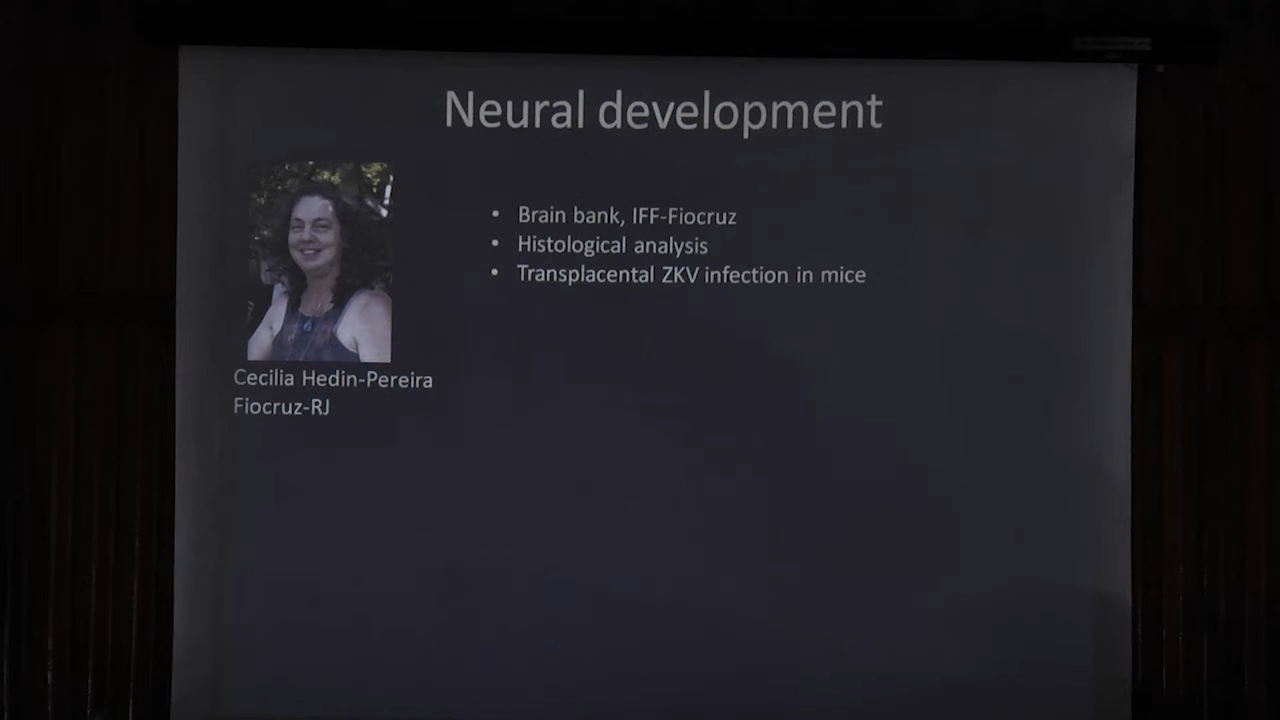 Neural development
• Brain bank, IFF-Fiocruz
• Histological analysis
• Transplacental ZKV infection in mice
Cecilia Hedin-Pereira
Fiocruz-RJ